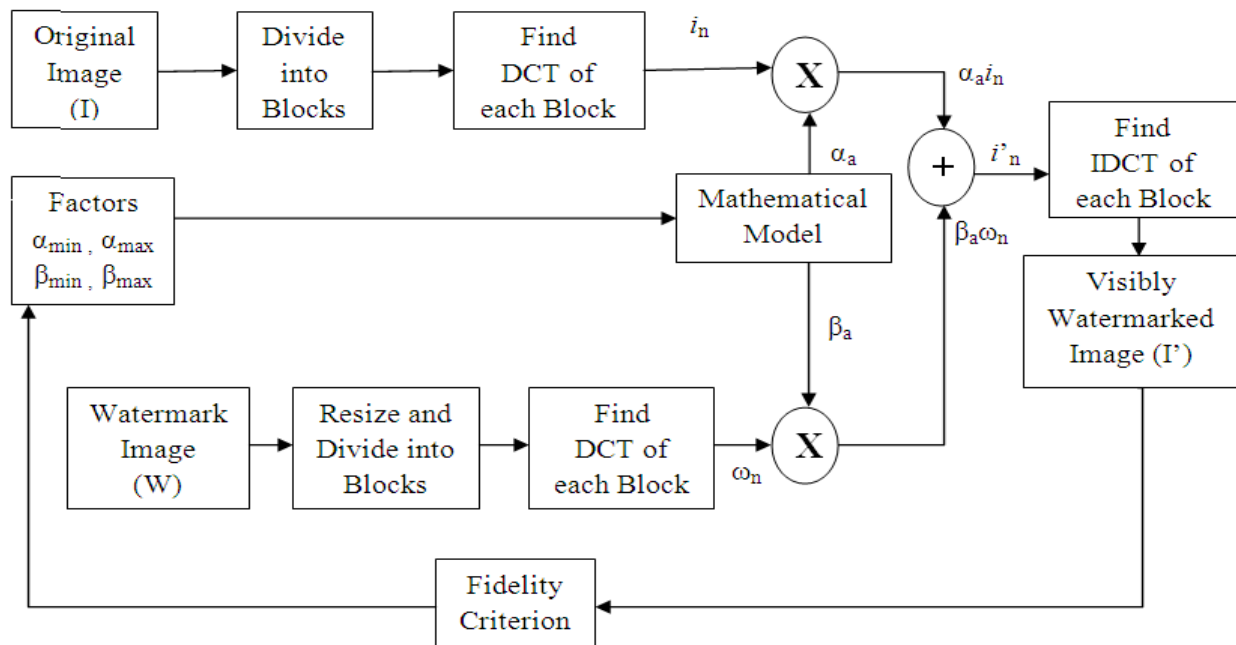 Original
Image
(I)
Divide
into
Blocks
Find
DCT of
each Block
iₙ
X
αₐiₙ
Find
IDCT of
each Block
+
i’ₙ
αₐ
Factors
αmin , αmax
βmin , βmax
Mathematical
Model
βₐωₙ
Visibly
Watermarked
Image (I’)
βₐ
Watermark
Image
(W)
Resize and
Divide into
Blocks
Find
DCT of
each Block
ωₙ
X
Fidelity
Criterion